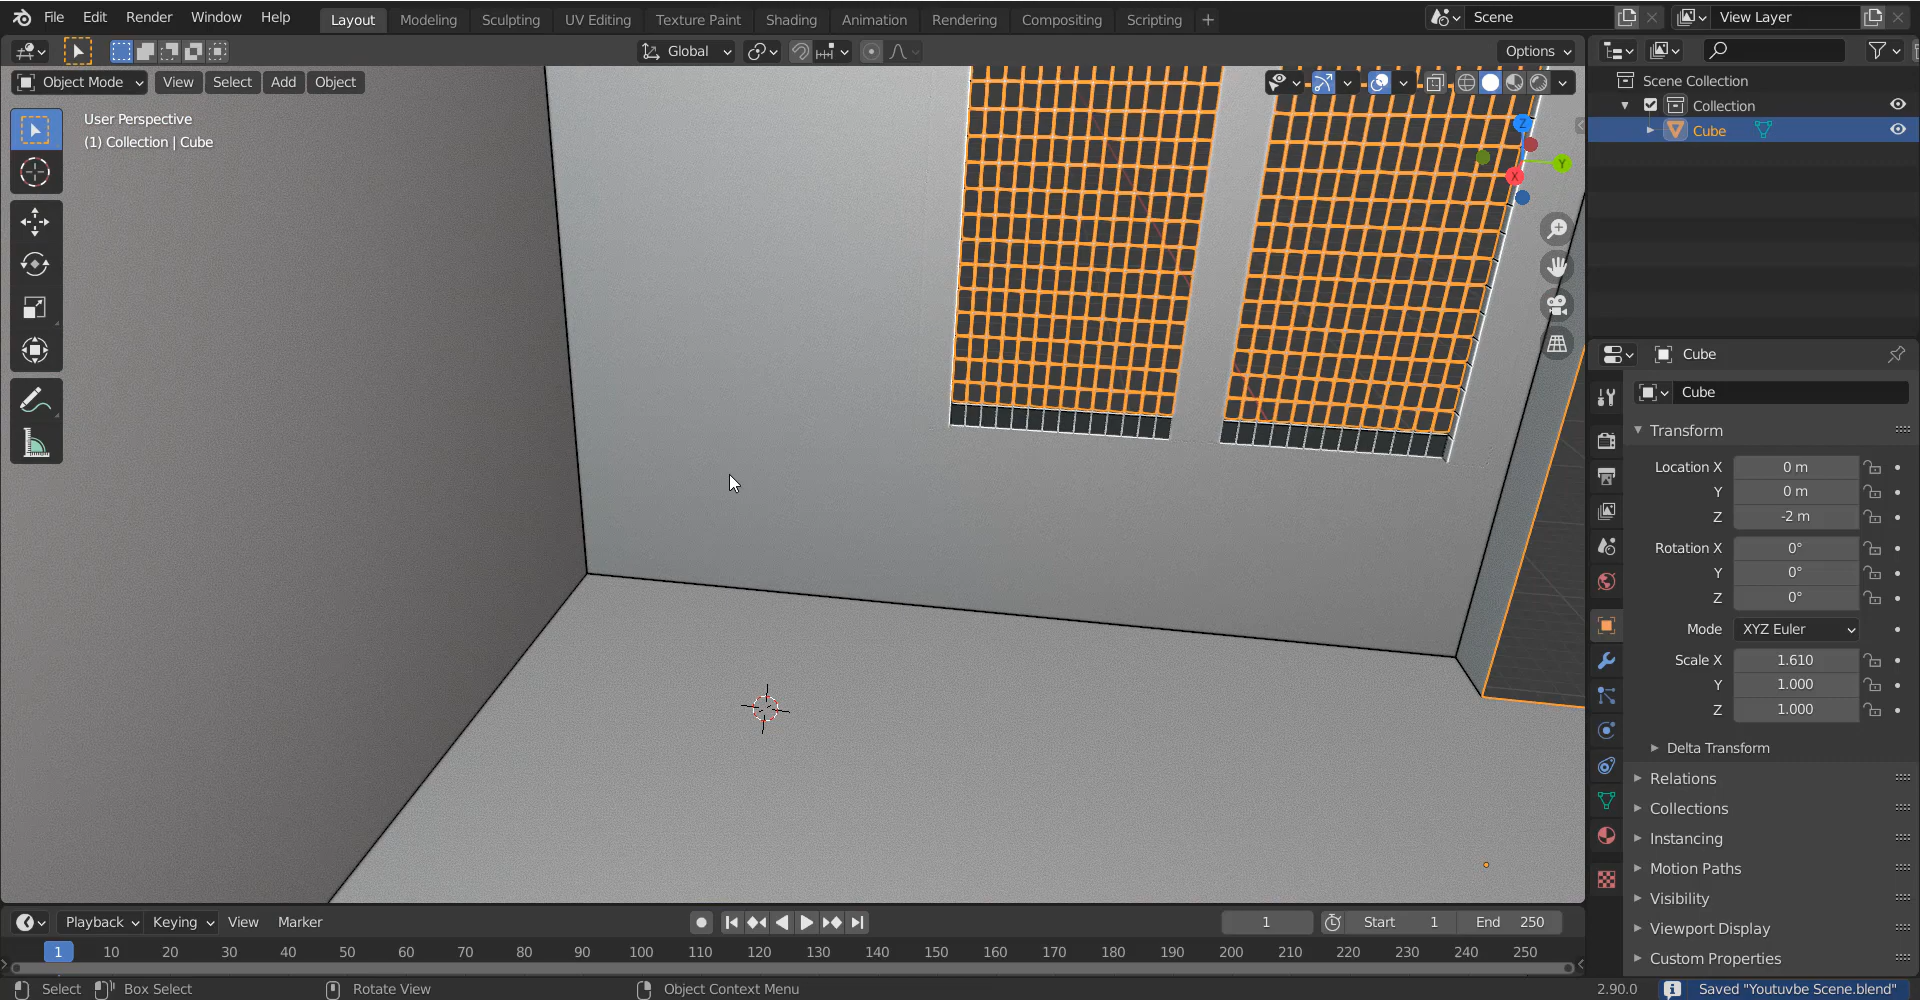 File Edit Render Window Help Layout Modeling Sculpting UV Editing Texture Paint Shading Animation Rendering Compositing Scripting + Scene View Layer
Global Options
Object Mode View Select Add Object
User Perspective
(1) Collection | Cube
Z
Y
X
Scene Collection
Collection
Cube
Cube
Cube
Transform
Location X 0 m
Y 0 m
Z -2 m
Rotation X 0°
Y 0°
Z 0°
Mode XYZ Euler
Scale X 1.610
Y 1.000
Z 1.000
Delta Transform
Relations
Collections
Instancing
Motion Paths
Visibility
Viewport Display
Custom Properties
Playback Keying View Marker 1 Start 1 End 250
1 10 20 30 40 50 60 70 80 90 100 110 120 130 140 150 160 170 180 190 200 210 220 230 240 250
Select Box Select Rotate View Object Context Menu 2.90.0 Saved "Youtuvbe Scene.blend"